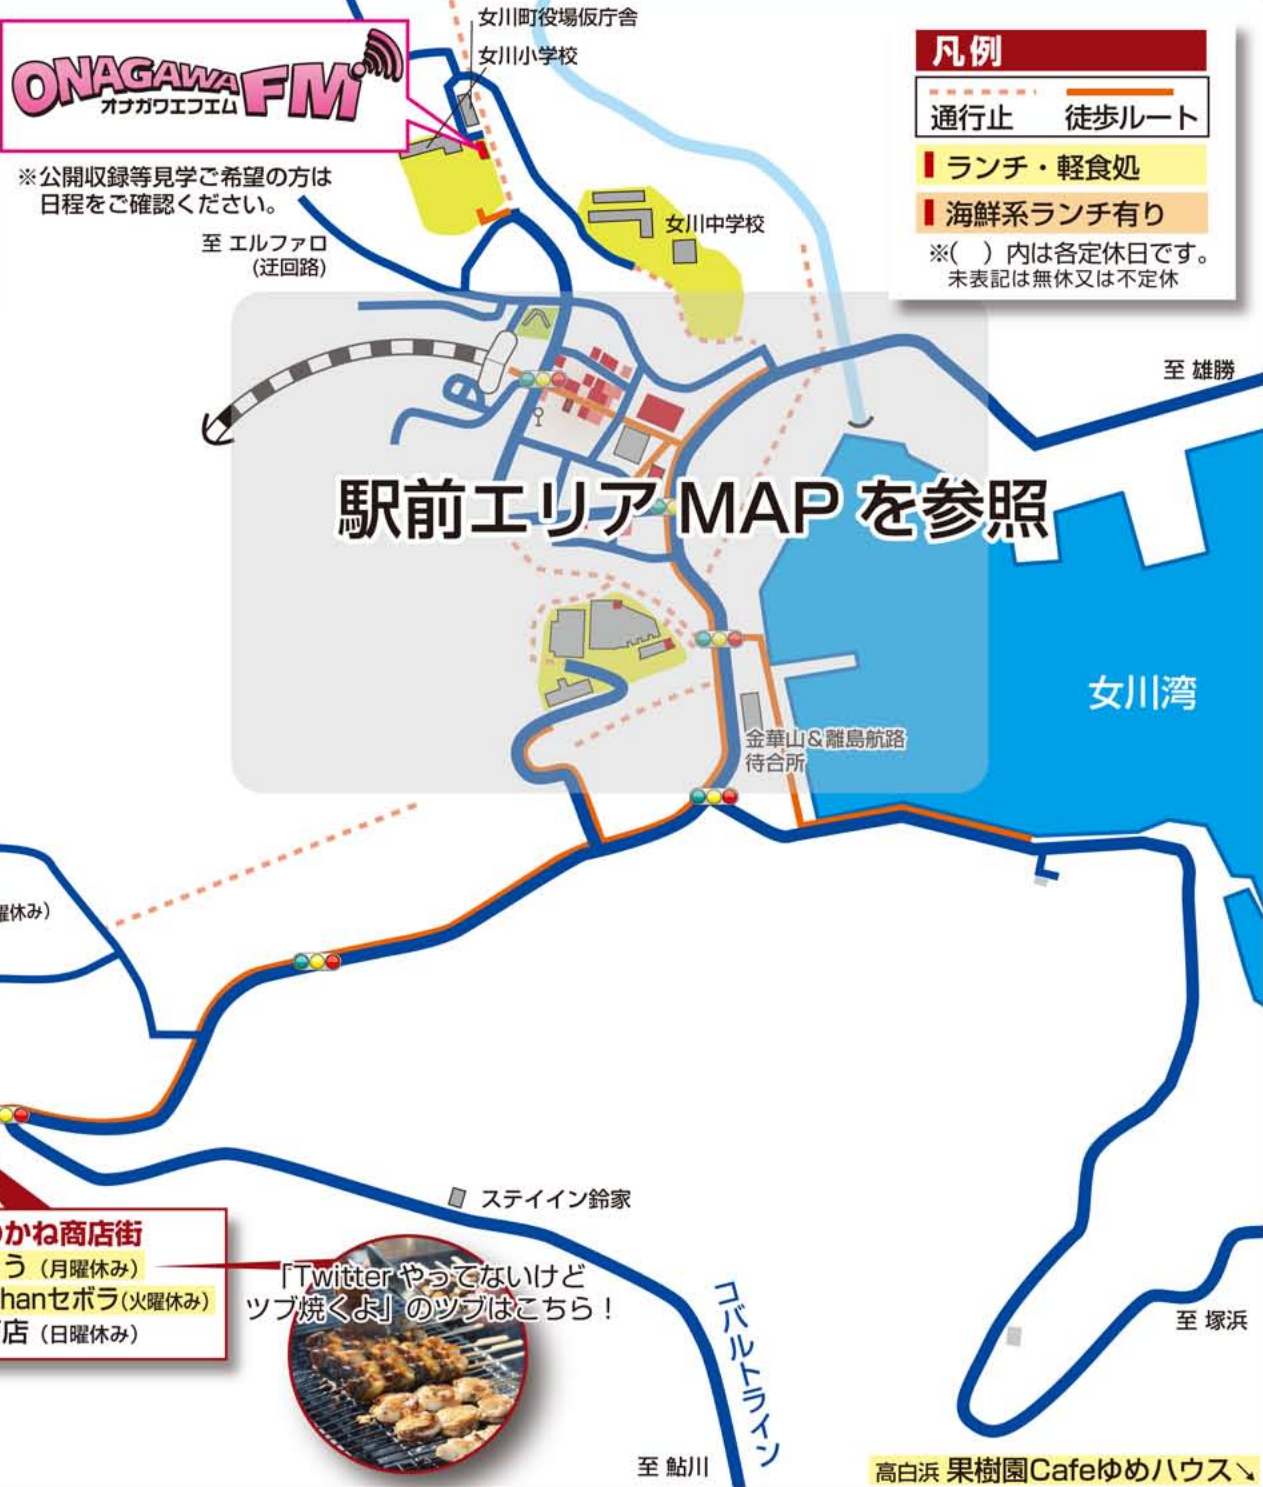 女川町役場仮庁舎
女川小学校
ONAGAWA FM
オナガワエフエム
※公開収録等見学ご希望の方は
日程をご確認ください。
至 エルファロ
(迂回路)
凡例
通行止 徒歩ルート
ランチ・軽食処
海鮮系ランチ有り
※( )内は各定休日です。
未表記は無休又は不定休
女川中学校
至 雄勝
駅前エリア MAP を参照
女川湾
金華山&離島航路
待合所
曜休み)
ステイイン鈴家
かね商店街
う (月曜休み)
hanセボラ(火曜休み)
店 (日曜休み)
「Twitter やってないけど
ツブ焼くよ」のツブはこちら!
コバルトライン
至 塚浜
至 鮎川
高白浜 果樹園Cafeゆめハウス↘